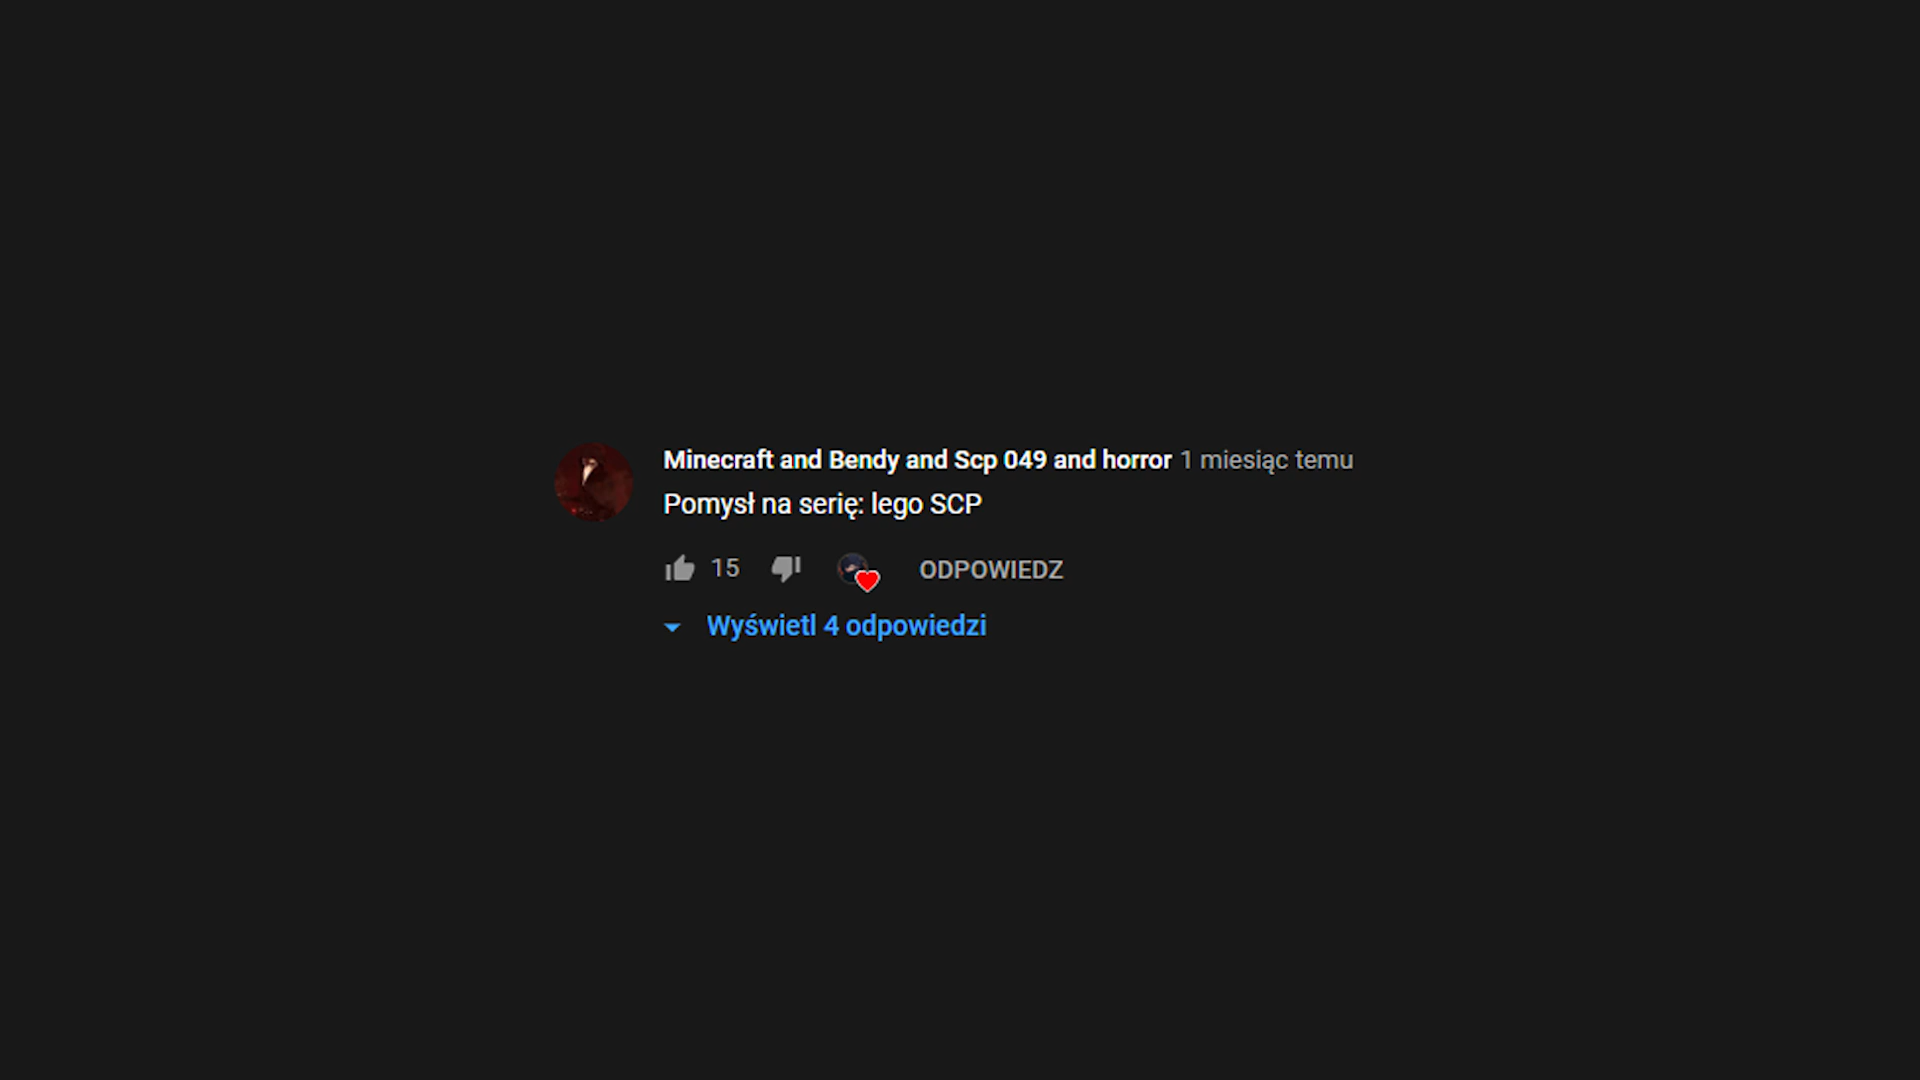 Minecraft and Bendy and Scp 049 and horror 1 miesiąc temu
Pomysł na serię: lego SCP
15 ODPOWIEDZ
Wyświetl 4 odpowiedzi